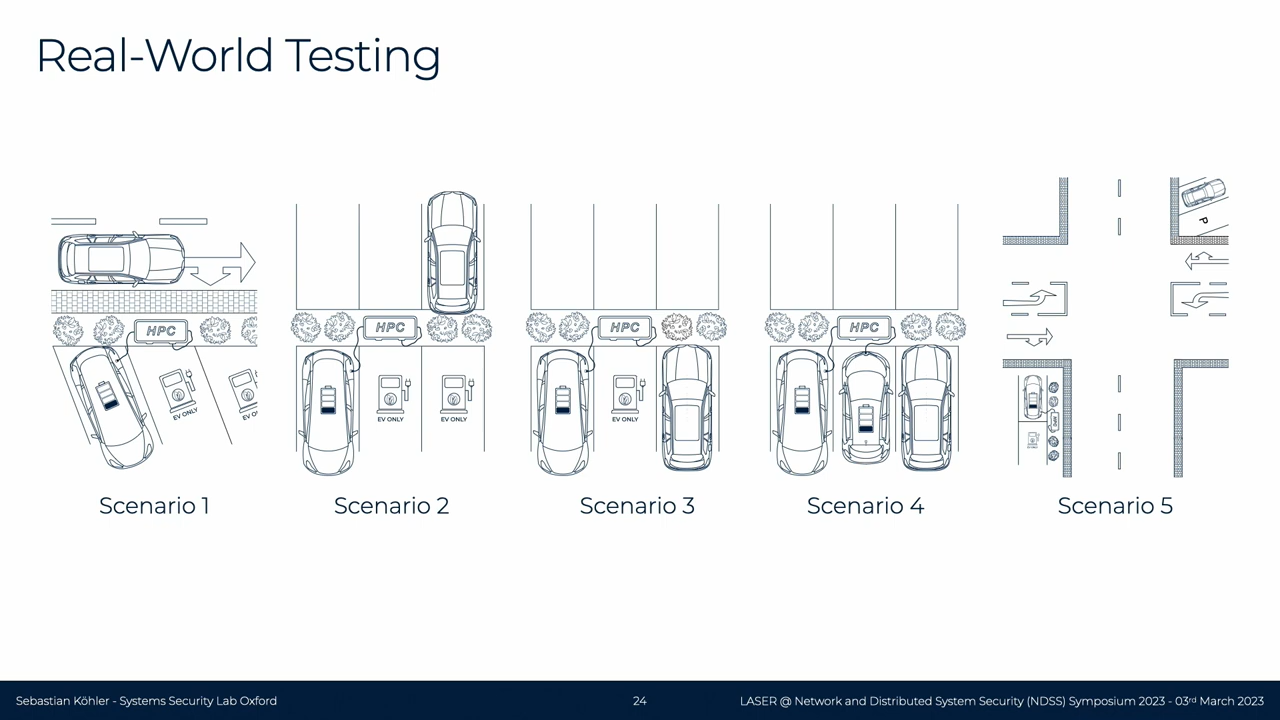 Real-World Testing
HPC
EV ONLY
EV O
Scenario 1
HPC
EV ONLY
EV ONLY
Scenario 2
HPC
EV ONLY
Scenario 3
HPC
Scenario 4
P
Scenario 5
Sebastian Köhler - Systems Security Lab Oxford
24
LASER @ Network and Distributed System Security (NDSS) Symposium 2023 - 03rd March 2023